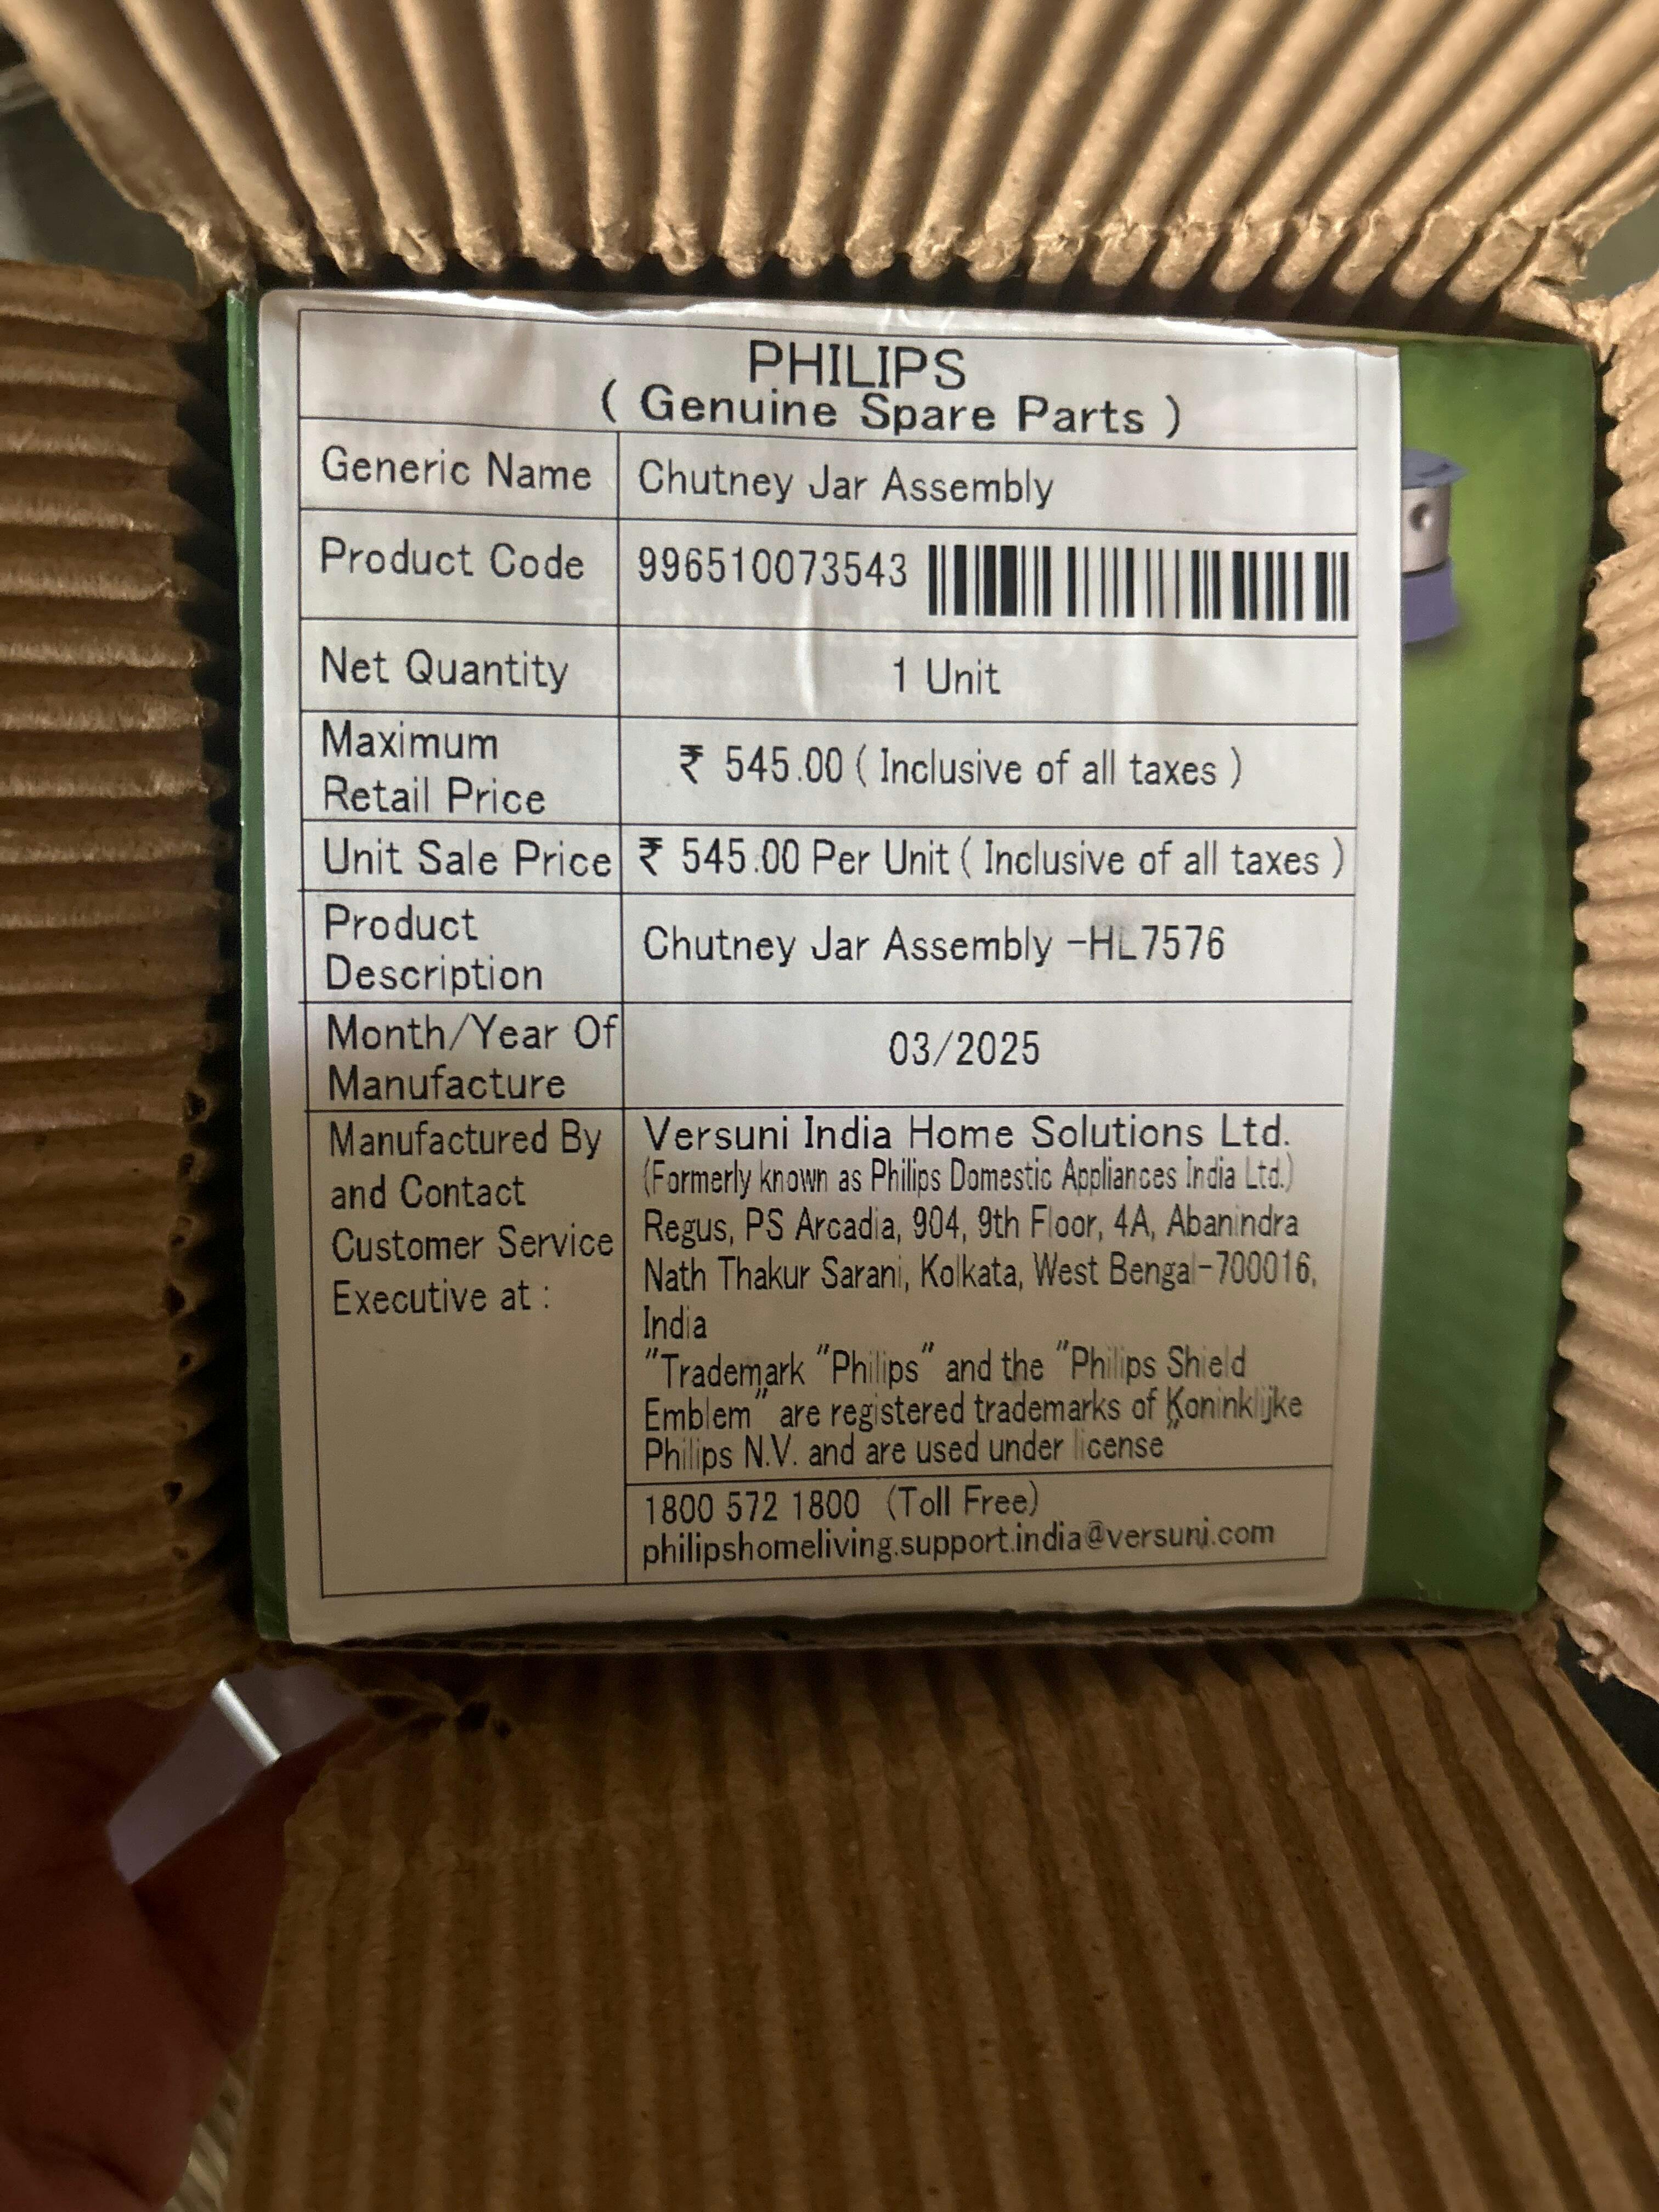 PHILIPS
( Genuine Spare Parts )
Generic Name
Chutney Jar Assembly
Product Code
996510073543
Net Quantity
1 Unit
Maximum
Retail Price
₹ 545.00 ( Inclusive of all taxes )
Unit Sale Price
₹ 545.00 Per Unit ( Inclusive of all taxes )
Product
Description
Chutney Jar Assembly -HL7576
Month/Year Of
Manufacture
03/2025
Manufactured By
and Contact
Customer Service
Executive at :
Versuni India Home Solutions Ltd.
(Formerly known as Philips Domestic Appliances India Ltd.)
Regus, PS Arcadia, 904, 9th Floor, 4A, Abanindra
Nath Thakur Sarani, Kolkata, West Bengal-700016,
India
"Trademark "Philips" and the "Philips Shield
Emblem" are registered trademarks of Koninklijke
Philips N.V. and are used under license"
1800 572 1800 (Toll Free)
philipshomeliving.support.india@versuni.com